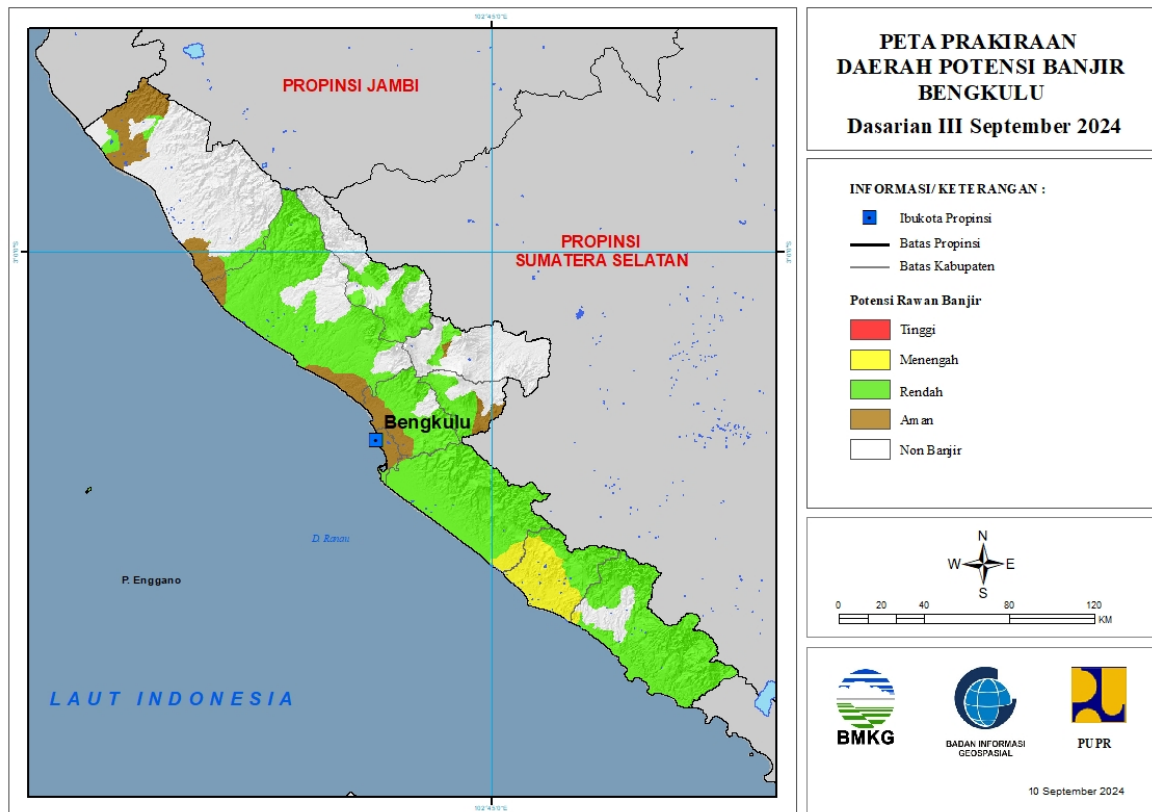 PETA PRAKIRAAN
DAERAH POTENSI BANJIR
BENGKULU
Dasarian III September 2024
INFORMASI/ KETERANGAN :
Ibukota Propinsi
Batas Propinsi
Batas Kabupaten
Potensi Rawan Banjir
Tinggi
Menengah
Rendah
Aman
Non Banjir
N
W E
S
0 20 40 80 120
KM
BMKG
BADAN INFORMASI
GEOSPASIAL
PUPR
10 September 2024
PROPINSI JAMBI
PROPINSI
SUMATERA SELATAN
Bengkulu
D. Ranau
P. Enggano
LAUT INDONESIA